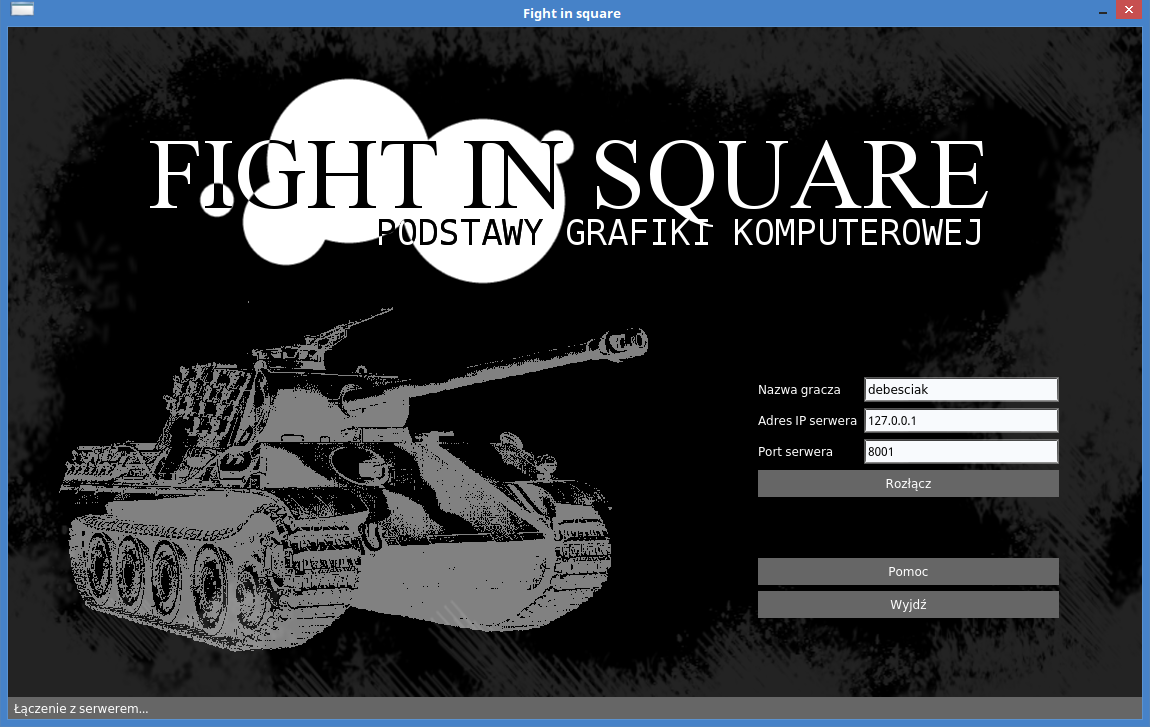 Fight in square
FIGHT IN SQUARE
PODSTAWY GRAFIKI KOMPUTEROWEJ
Nazwa gracza debesciak
Adres IP serwera 127.0.0.1
Port serwera 8001
Rozłącz
Pomoc
Wyjdź
Łączenie z serwerem...